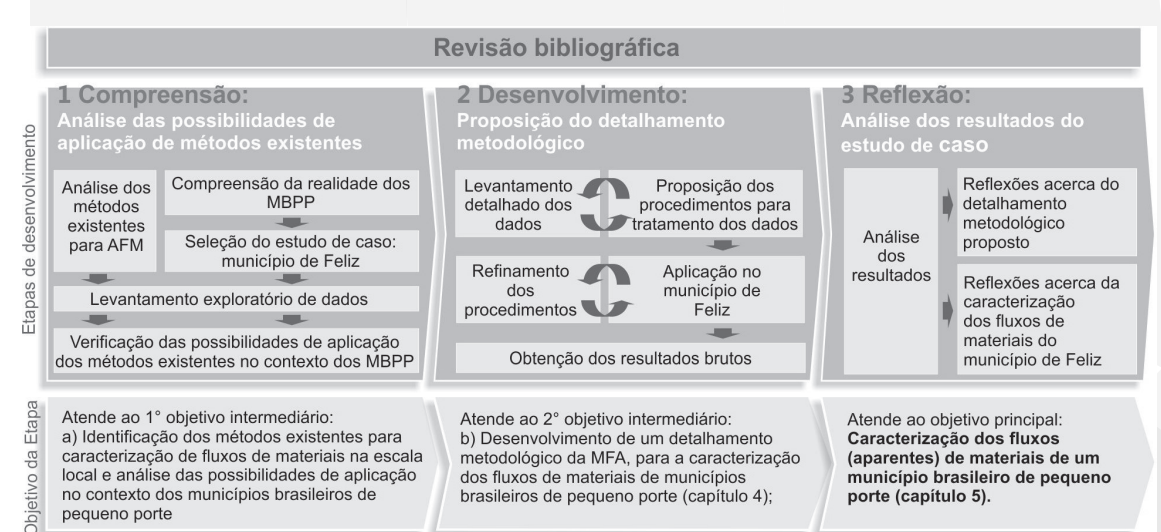 Revisão bibliográfica
Etapas de desenvolvimento
1 Compreensão:
Análise das possibilidades de
aplicação de métodos existentes
Análise dos
métodos
existentes
para AFM
Compreensão da realidade dos
MBPP
Seleção do estudo de caso:
município de Feliz
Levantamento exploratório de dados
Verificação das possibilidades de aplicação
dos métodos existentes no contexto dos MBPP
2 Desenvolvimento:
Proposição do detalhamento
metodológico
Levantamento
detalhado dos
dados
Proposição dos
procedimentos para
tratamento dos dados
Refinamento
dos
procedimentos
Aplicação no
município de
Feliz
Obtenção dos resultados brutos
3 Reflexão:
Análise dos resultados do
estudo de caso
Análise
dos
resultados
Reflexões acerca do
detalhamento
metodológico
proposto
Reflexões acerca da
caracterização
dos fluxos de
materiais do
município de Feliz
Objetivo da Etapa
Atende ao 1° objetivo intermediário:
a) Identificação dos métodos existentes para
caracterização de fluxos de materiais na escala
local e análise das possibilidades de aplicação
no contexto dos municípios brasileiros de
pequeno porte
Atende ao 2° objetivo intermediário:
b) Desenvolvimento de um detalhamento
metodológico da MFA, para a caracterização
dos fluxos de materiais de municípios
brasileiros de pequeno porte (capítulo 4);
Atende ao objetivo principal:
Caracterização dos fluxos
(aparentes) de materiais de um
município brasileiro de pequeno
porte (capítulo 5).